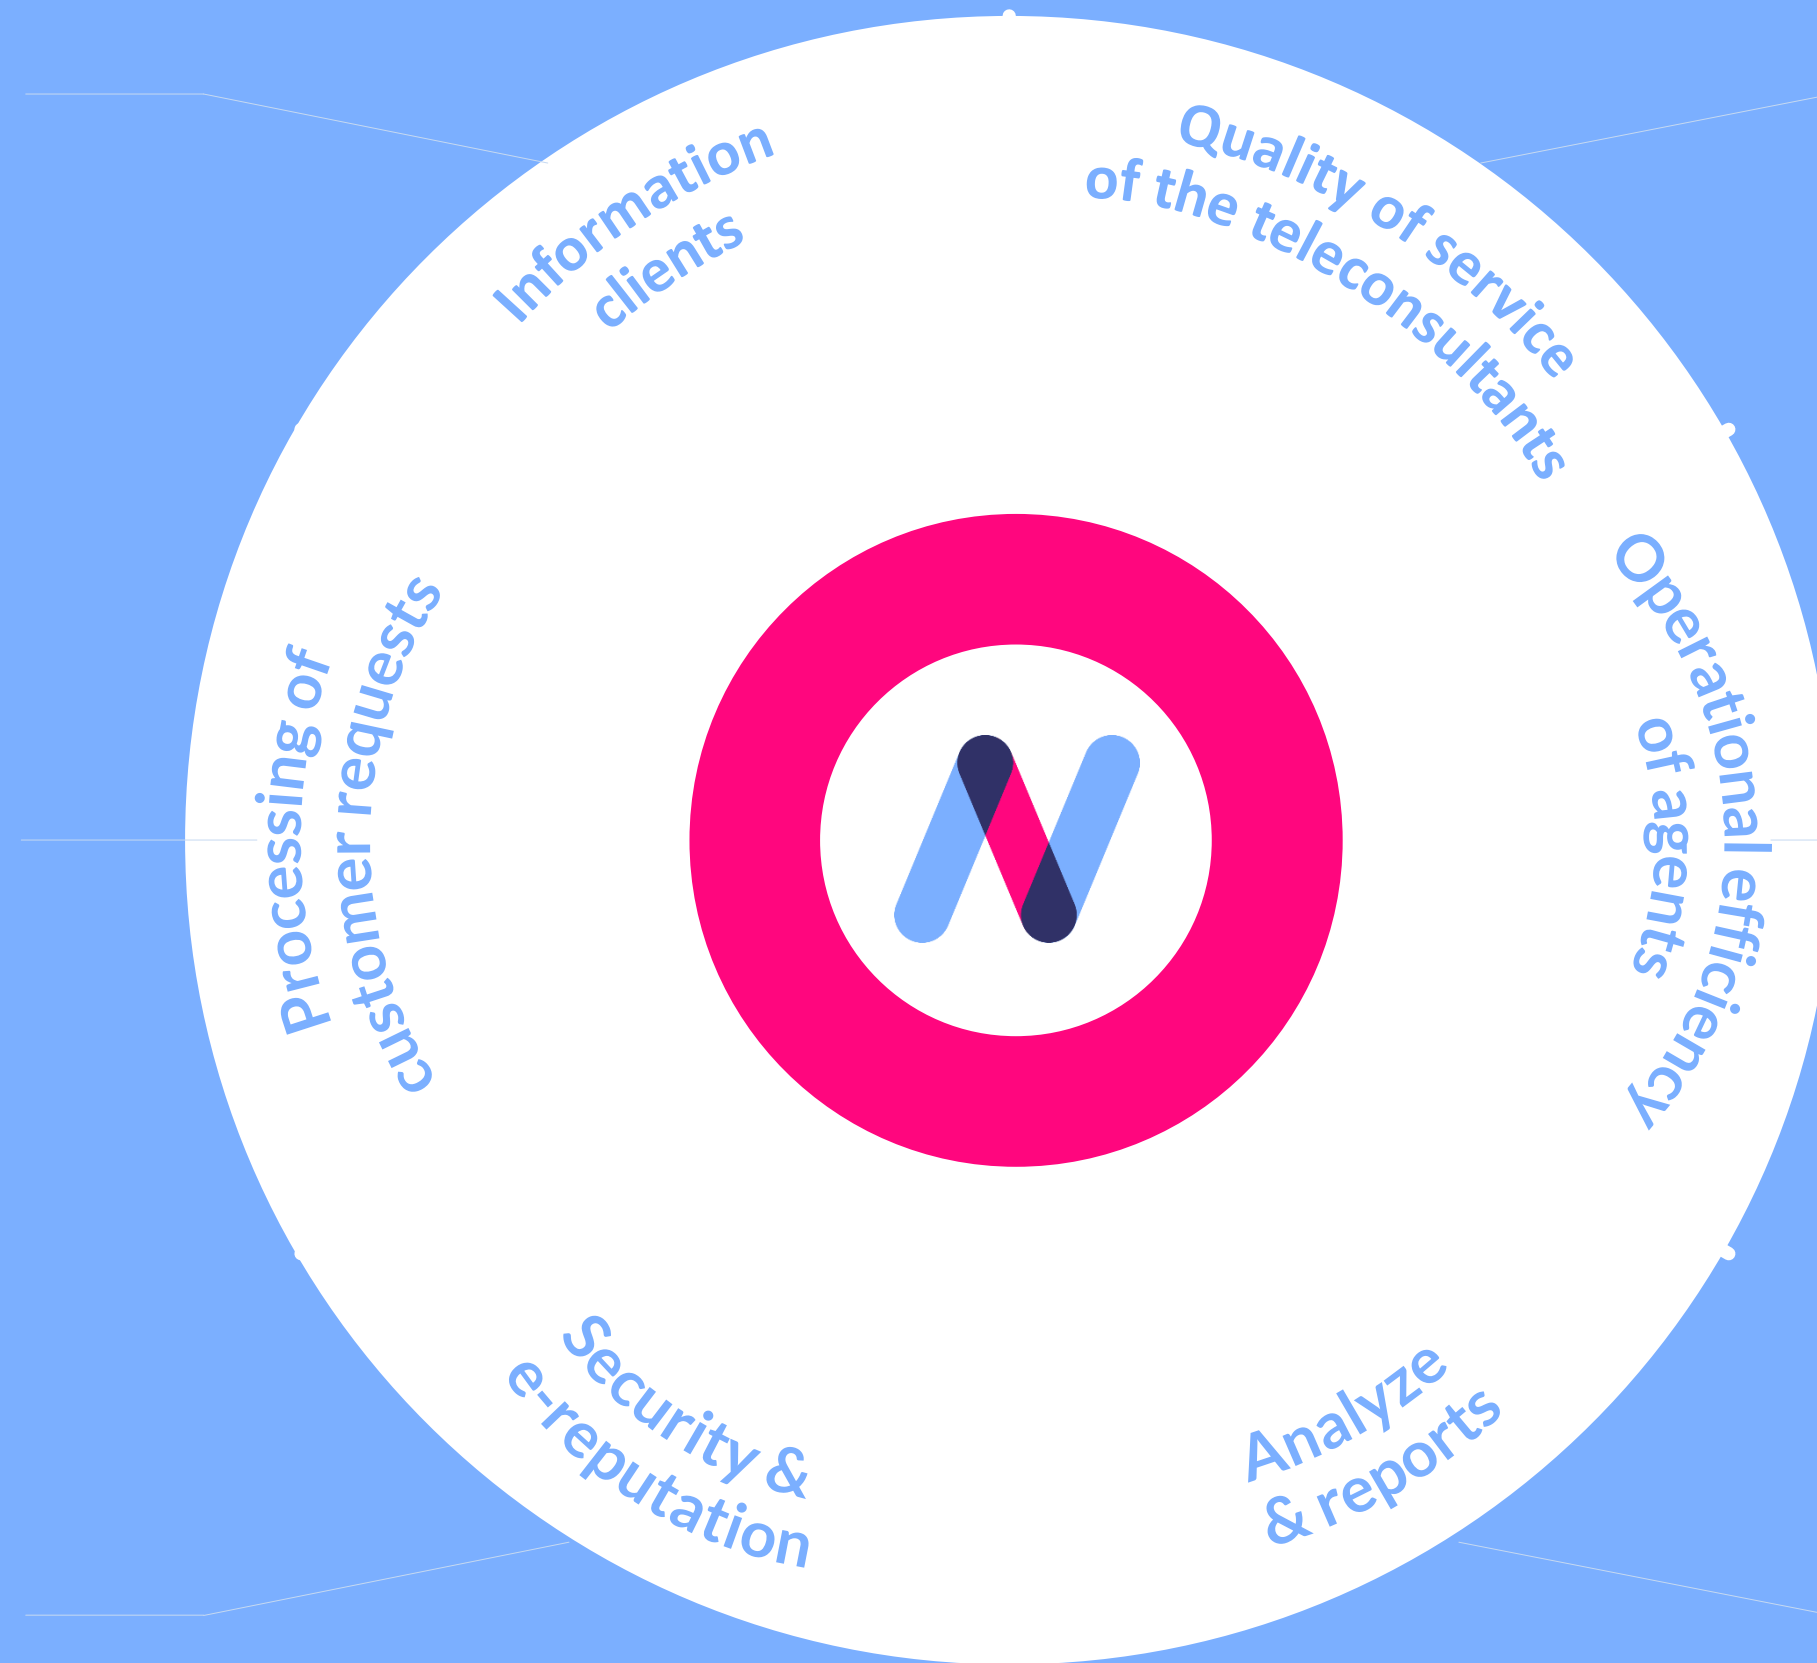 Information
clients
Quality of service
of the teleconsultants
Operational efficiency
of agents
Analyze
& reports
Security &
e-reputation
Processing of
customer requests